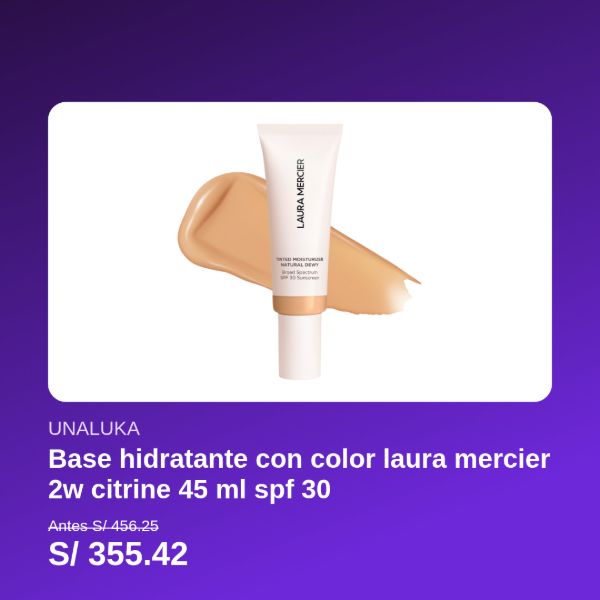 LAURA MERCIER
TINTED MOISTURIZER
NATURAL DEWY
Broad Spectrum
SPF 30 Sunscreen
UNALUKA
Base hidratante con color laura mercier
2w citrine 45 ml spf 30
Antes S/ 456.25
S/ 355.42